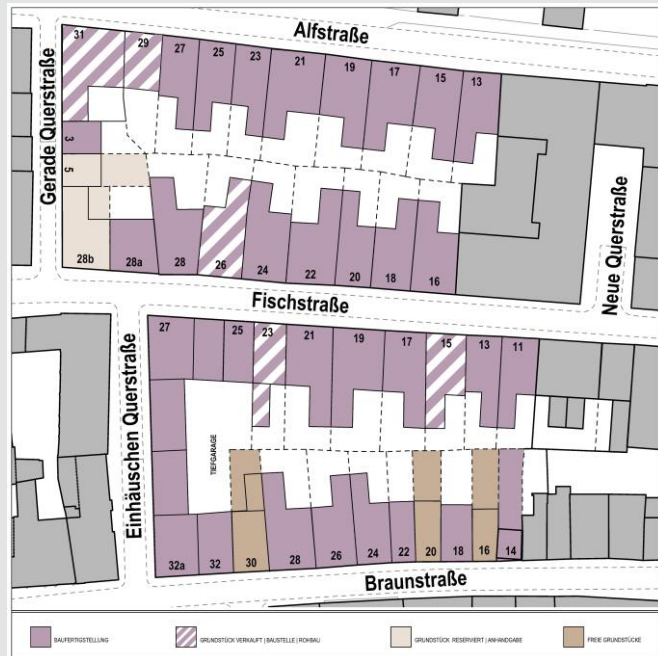 Alfstraße
31
29
27
25
23
21
19
17
15
13
Gerade Querstraße
3
5
28b
28a
28
26
24
22
20
18
16
Neue Querstraße
Fischstraße
27
25
23
21
19
17
15
13
11
Einhäuschen Querstraße
TIEFGARAGE
32a
32
30
28
26
24
22
20
18
16
14
Braunstraße
BAUFERTIGSTELLUNG
GRUNDSTÜCK VERKAUFT | BAUSTELLE | ROHBAU
GRUNDSTÜCK RESERVIERT | ANHANDGABE
FREIE GRUNDSTÜCKE